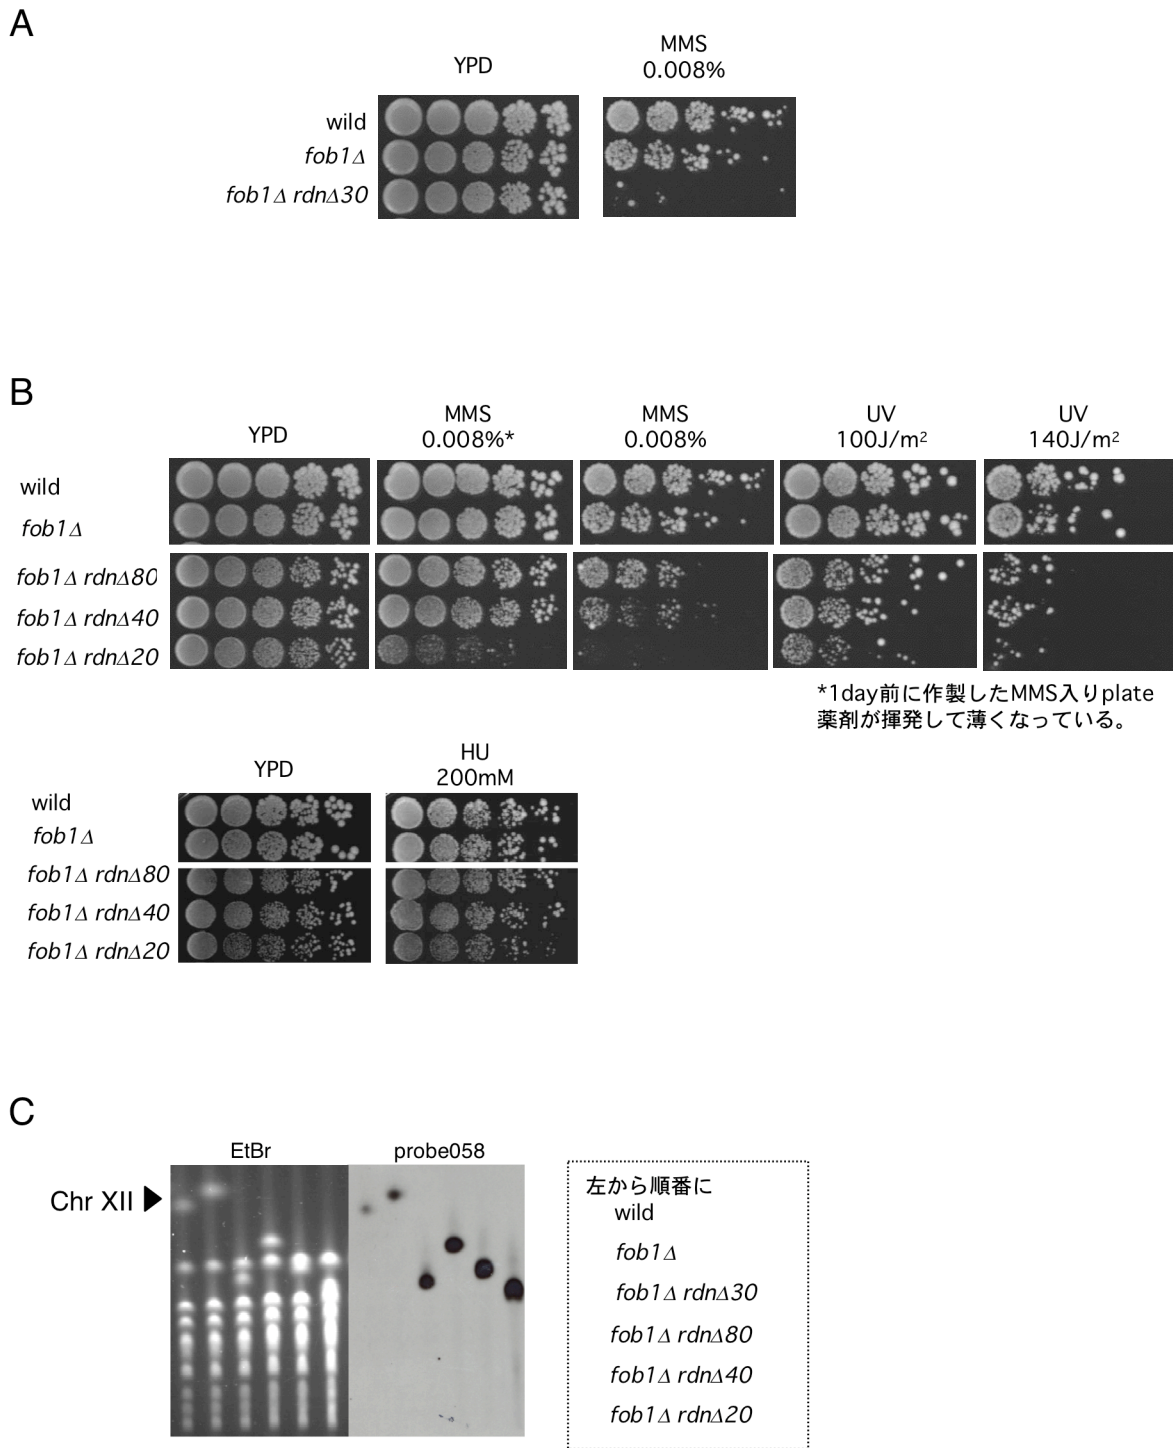 A
YPD
MMS
0.008%
wild
fob1Δ
fob1Δ rdnΔ30
B
YPD
MMS
0.008%*
MMS
0.008%
UV
100J/m2
UV
140J/m2
wild
fob1Δ
fob1Δ rdnΔ80
fob1Δ rdnΔ40
fob1Δ rdnΔ20
*1day前に作製したMMS入りplate
薬剤が揮発して薄くなっている。
YPD
HU
200mM
wild
fob1Δ
fob1Δ rdnΔ80
fob1Δ rdnΔ40
fob1Δ rdnΔ20
C
EtBr
probe058
Chr XII
左から順番に
wild
fob1Δ
fob1Δ rdnΔ30
fob1Δ rdnΔ80
fob1Δ rdnΔ40
fob1Δ rdnΔ20